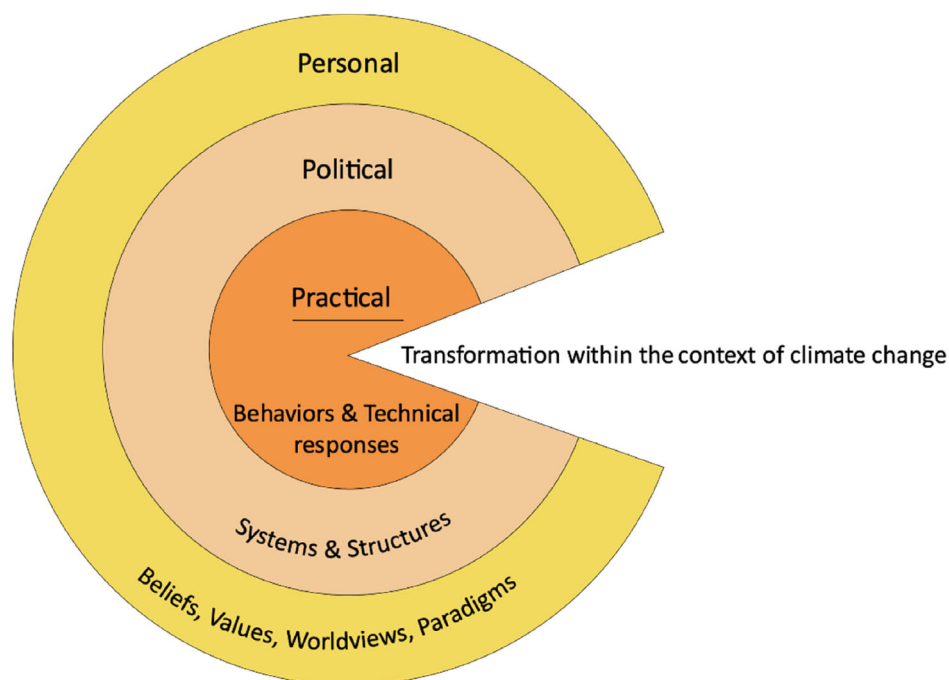 Personal
Political
Practical
Transformation within the context of climate change
Behaviors & Technical
responses
Systems & Structures
Beliefs, Values, Worldviews, Paradigms